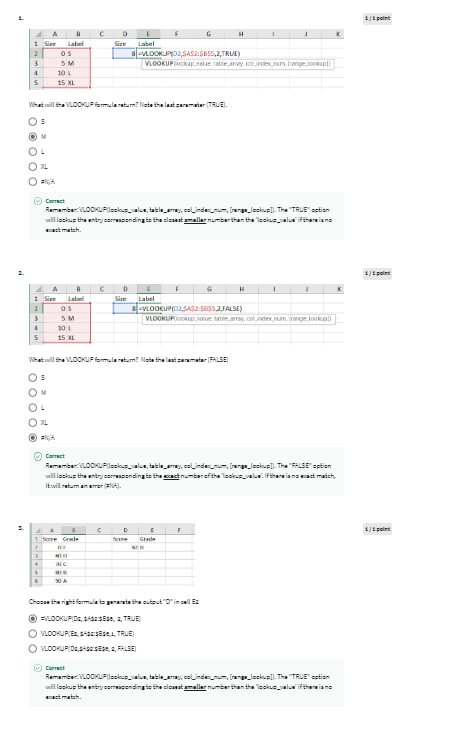 1.
1 / 1 point
A B C D E F G H I J K
1 Size Label Size Label
2 0 S 8 =VLOOKUP(D2,$A$2:$B$5,2,TRUE)
3 5 M VLOOKUP(lookup_value, table_array, col_index_num, [range_lookup])
4 10 L
5 15 XL
What will the VLOOKUP formula return? Note the last parameter (TRUE).
S
M
L
XL
#N/A
Correct
Remember: VLOOKUP(lookup_value, table_array, col_index_num, [range_lookup]). The "TRUE" option
will lookup the entry corresponding to the closest smaller number than the 'lookup_value' if there is no
exact match.
2.
1 / 1 point
A B C D E F G H I J K
1 Size Label Size Label
2 0 S 8 =VLOOKUP(D2,$A$2:$B$5,2,FALSE)
3 5 M VLOOKUP(lookup_value, table_array, col_index_num, [range_lookup])
4 10 L
5 15 XL
What will the VLOOKUP formula return? Note the last parameter (FALSE)
S
M
L
XL
#N/A
Correct
Remember: VLOOKUP(lookup_value, table_array, col_index_num, [range_lookup]). The "FALSE" option
will lookup the entry corresponding to the exact number of the 'lookup_value'. If there is no exact match,
it will return an error (#NA).
3.
1 / 1 point
A B C D E F
1 Score Grade Score Grade
2 0 F 62 D
3 60 D
4 70 C
5 80 B
6 90 A
Choose the right formula to generate the output "D" in cell E2
=VLOOKUP(D2, $A$2:$B$6, 2, TRUE)
VLOOKUP(E2, $A$2:$B$6,1, TRUE)
VLOOKUP(D2,$A$2:$B$6, 2, FALSE)
Correct
Remember: VLOOKUP(lookup_value, table_array, col_index_num, [range_lookup]). The "TRUE" option
will lookup the entry corresponding to the closest smaller number than the 'lookup_value' if there is no
exact match.